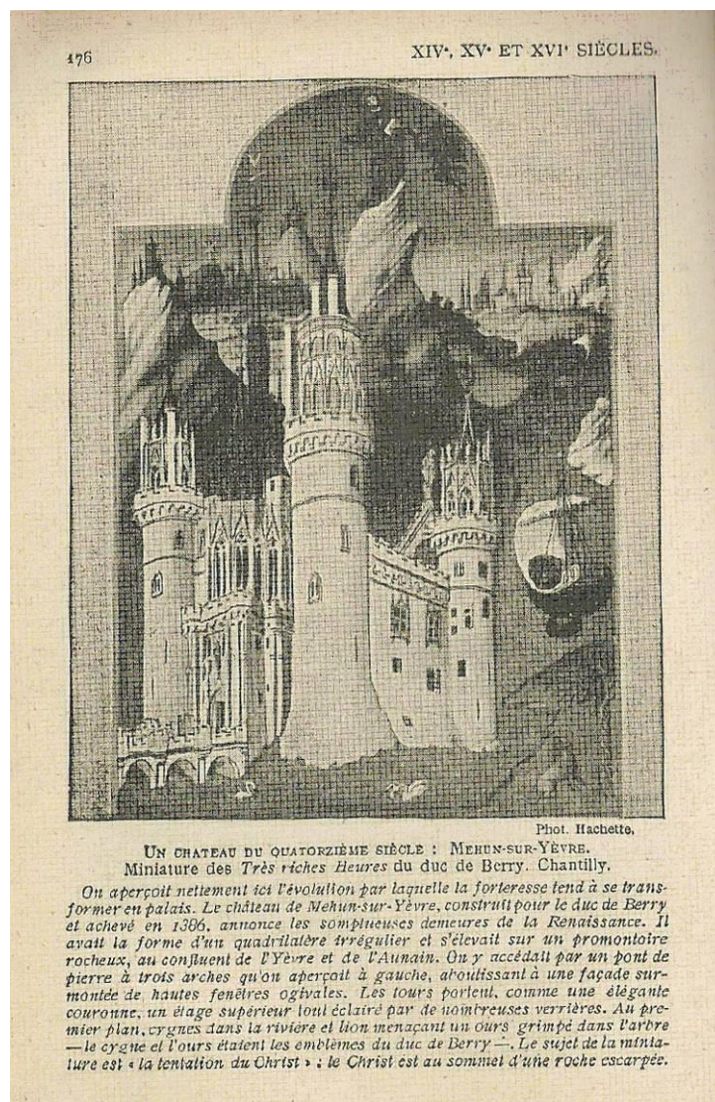 176
XIVᵉ, XVᵉ ET XVIᵉ SIÈCLES.
Phot. Hachette.
UN CHATEAU DU QUATORZIÈME SIÈCLE : MEHUN-SUR-YÈVRE.
Miniature des Très riches Heures du duc de Berry. Chantilly.
On aperçoit nettement ici l'évolution par laquelle la forteresse tend à se trans-
former en palais. Le château de Mehun-sur-Yèvre, construit pour le duc de Berry
et achevé en 1386, annonce les somptueuses demeures de la Renaissance. Il
avait la forme d'un quadrilatère irrégulier et s'élevait sur un promontoire
rocheux, au confluent de l'Yèvre et de l'Aunain. On y accédait par un pont de
pierre à trois arches qu'on aperçoit à gauche, aboutissant à une façade sur-
montée de hautes fenêtres ogivales. Les tours portent, comme une élégante
couronne, un étage supérieur tout éclairé par de nombreuses verrières. Au pre-
mier plan, cygnes dans la rivière et lion menaçant un ours grimpé dans l'arbre
— le cygne et l'ours étaient les emblèmes du duc de Berry —. Le sujet de la minia-
ture est « la tentation du Christ » : le Christ est au sommet d'une roche escarpée.